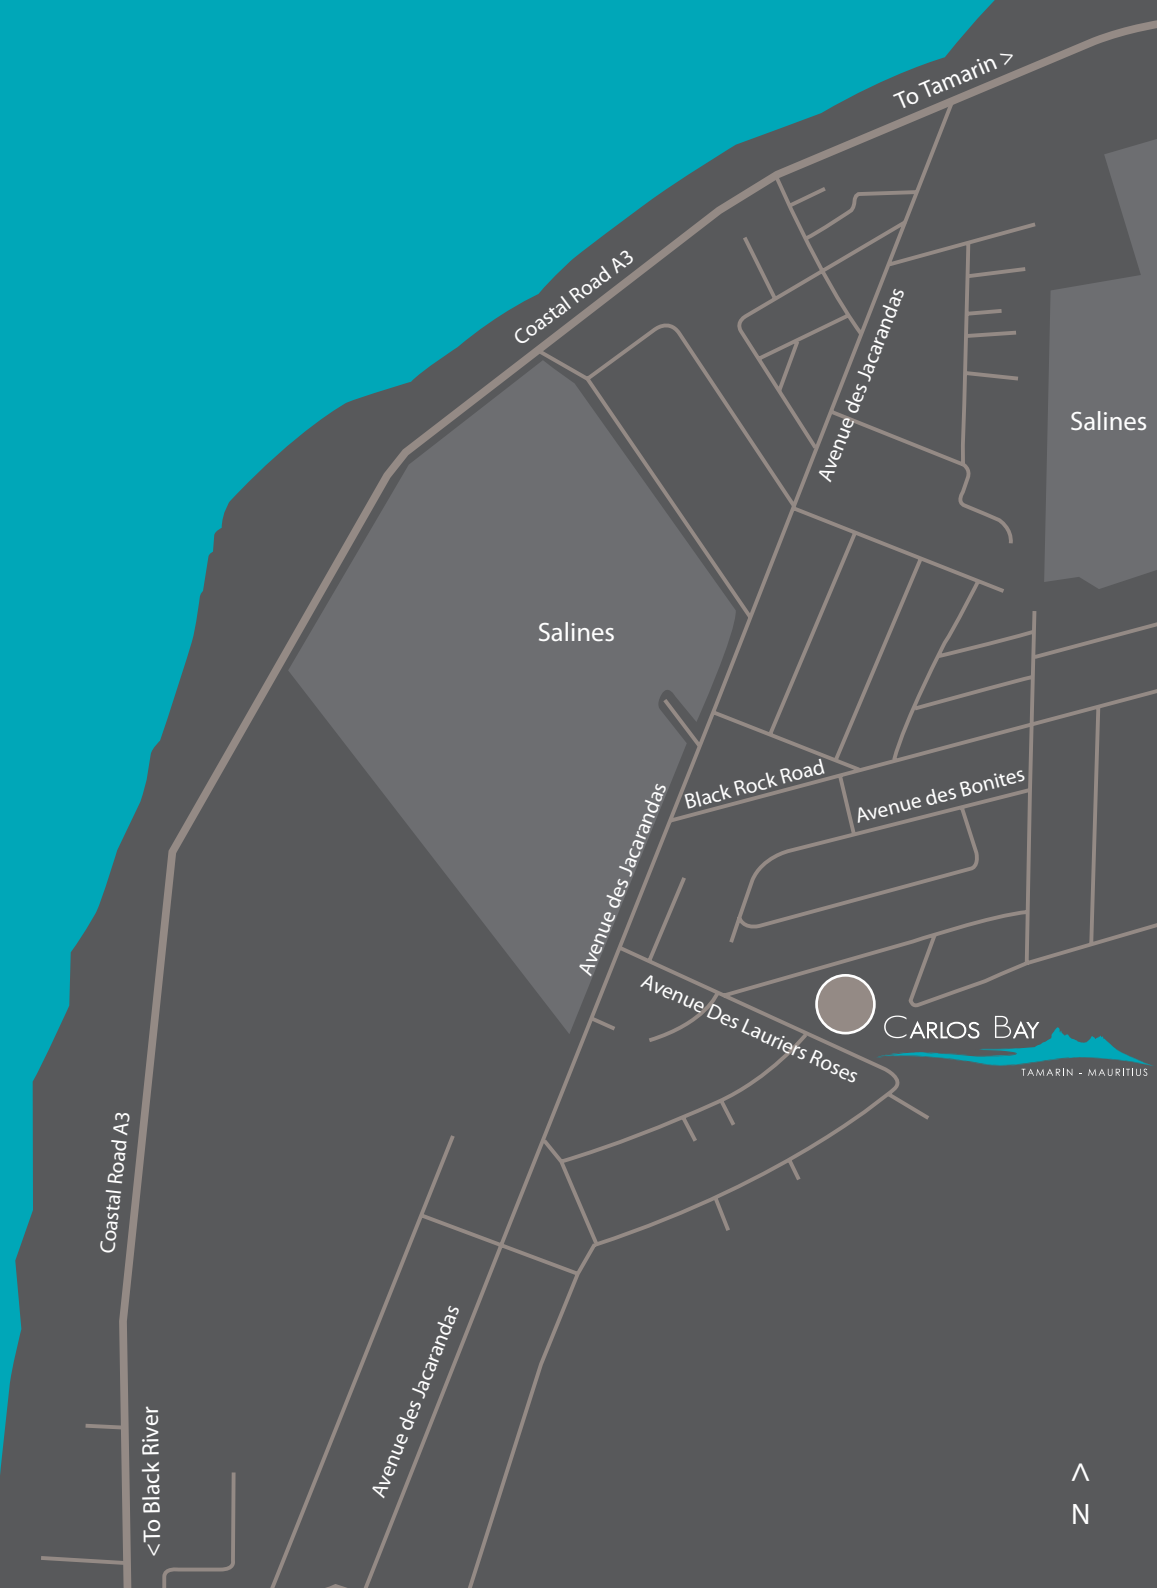 To Tamarin >
Coastal Road A3
Avenue des Jacarandas
Salines
Salines
Black Rock Road
Avenue des Bonites
Avenue des Jacarandas
Avenue Des Lauriers Roses
CARLOS BAY
TAMARIN - MAURITIUS
Coastal Road A3
Avenue des Jacarandas
<To Black River
>
N